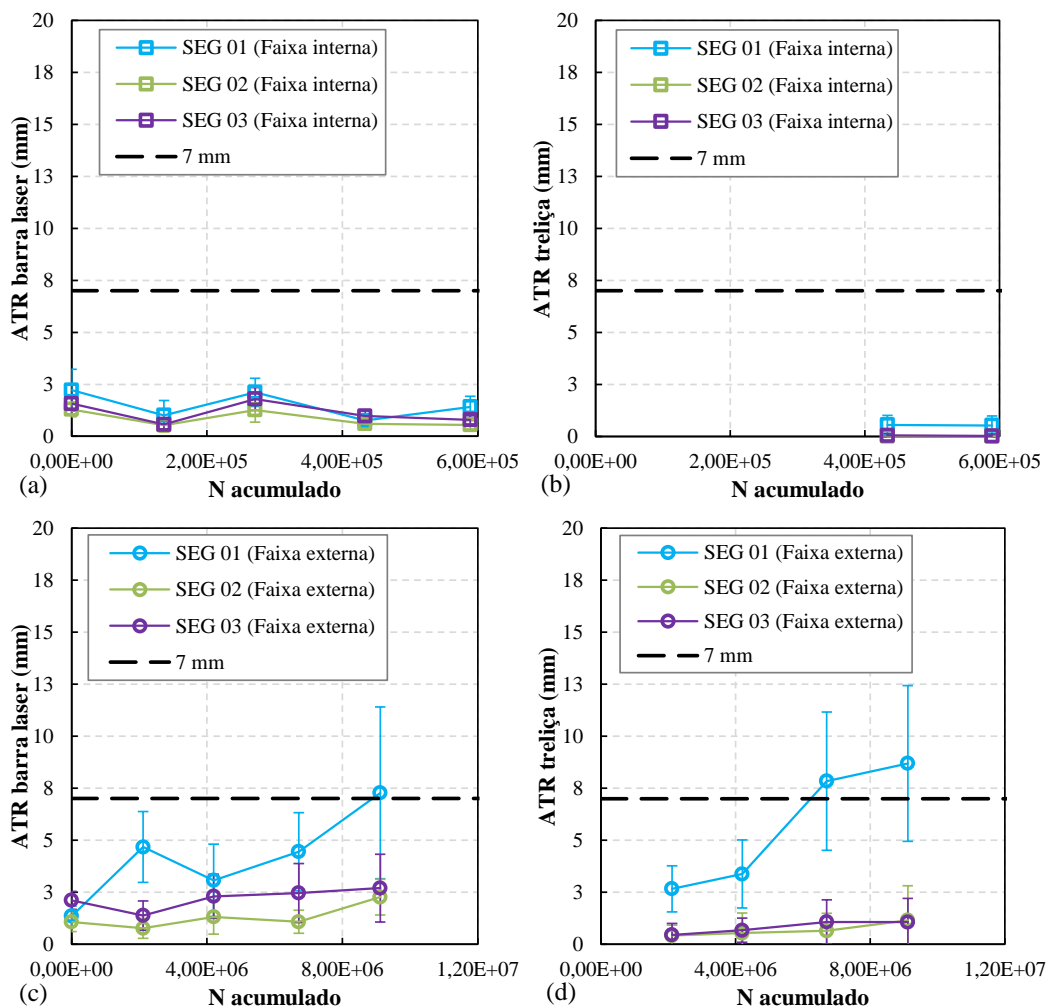 ATR barra laser (mm)
20
18
15
13
10
8
5
3
0
SEG 01 (Faixa interna)
SEG 02 (Faixa interna)
SEG 03 (Faixa interna)
7 mm
0,00E+00 2,00E+05 4,00E+05 6,00E+05
(a) N acumulado
ATR treliça (mm)
20
18
15
13
10
8
5
3
0
SEG 01 (Faixa interna)
SEG 02 (Faixa interna)
SEG 03 (Faixa interna)
7 mm
0,00E+00 2,00E+05 4,00E+05 6,00E+05
(b) N acumulado
ATR barra laser (mm)
20
18
15
13
10
8
5
3
0
SEG 01 (Faixa externa)
SEG 02 (Faixa externa)
SEG 03 (Faixa externa)
7 mm
0,00E+00 4,00E+06 8,00E+06 1,20E+07
(c) N acumulado
ATR treliça (mm)
20
18
15
13
10
8
5
3
0
SEG 01 (Faixa externa)
SEG 02 (Faixa externa)
SEG 03 (Faixa externa)
7 mm
0,00E+00 4,00E+06 8,00E+06 1,20E+07
(d) N acumulado